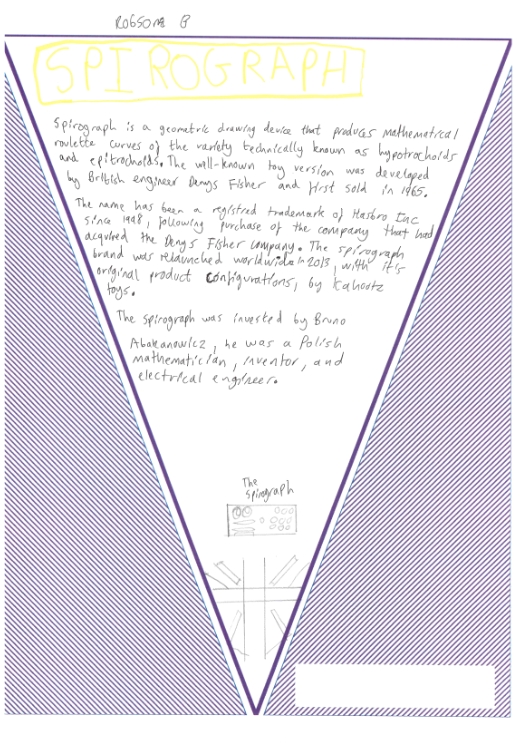 Robsone B
SPIROGRAPH
Spirograph is a geometric drawing device that produces mathematical
roulette curves of the variety technically known as hypotrochoids
and epitrochoids. The well-known toy version was developed
by British engineer Denys Fisher and first sold in 1965.
The name has been a registred trademark of Hasbro Inc
since 1998, following purchase of the company that had
acquired the Denys Fisher company. The spirograph
brand was relaunched worldwide in 2013, with it's
original product configurations, by Kahootz
toys.
The spirograph was invested by Bruno
Abakanowicz, he was a Polish
mathematician, inventor, and
electrical engineer.
The
spirograph